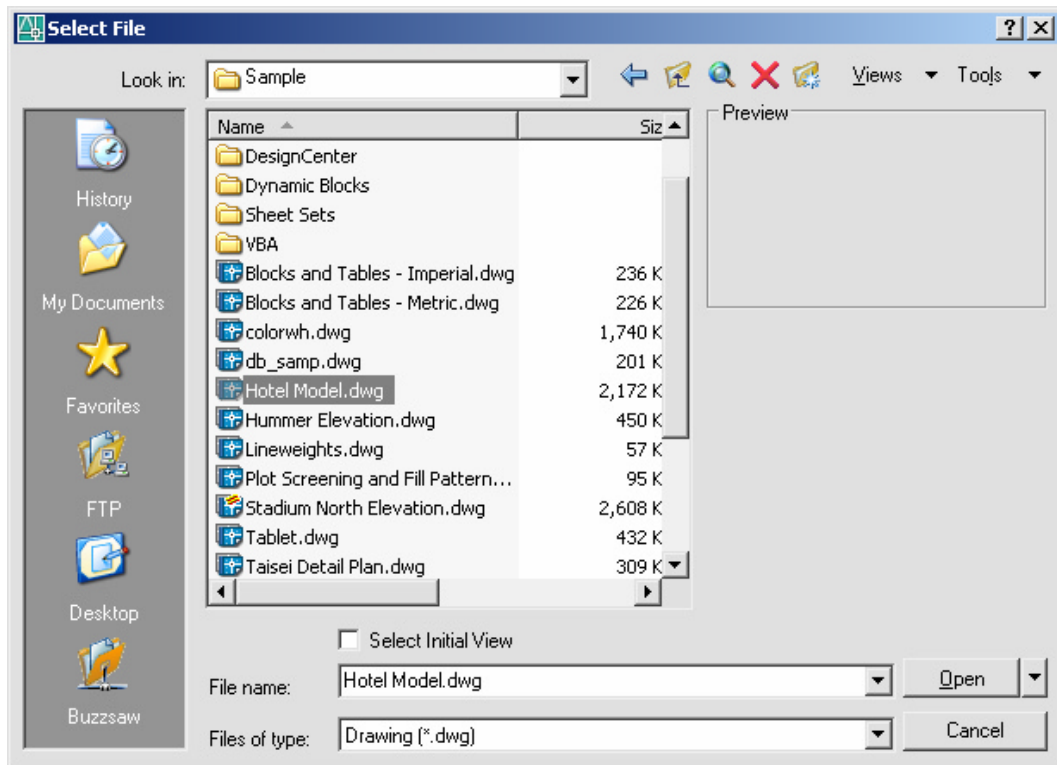 Select File
Look in: Sample Views Tools
Name Siz Preview
DesignCenter
Dynamic Blocks
Sheet Sets
VBA
Blocks and Tables - Imperial.dwg 236 K
Blocks and Tables - Metric.dwg 226 K
colorwh.dwg 1,740 K
db_samp.dwg 201 K
Hotel Model.dwg 2,172 K
Hummer Elevation.dwg 450 K
Lineweights.dwg 57 K
Plot Screening and Fill Pattern... 95 K
Stadium North Elevation.dwg 2,608 K
Tablet.dwg 432 K
Taisei Detail Plan.dwg 309 K
History
My Documents
Favorites
FTP
Desktop
Buzzsaw
Select Initial View
File name: Hotel Model.dwg Open
Files of type: Drawing (*.dwg) Cancel